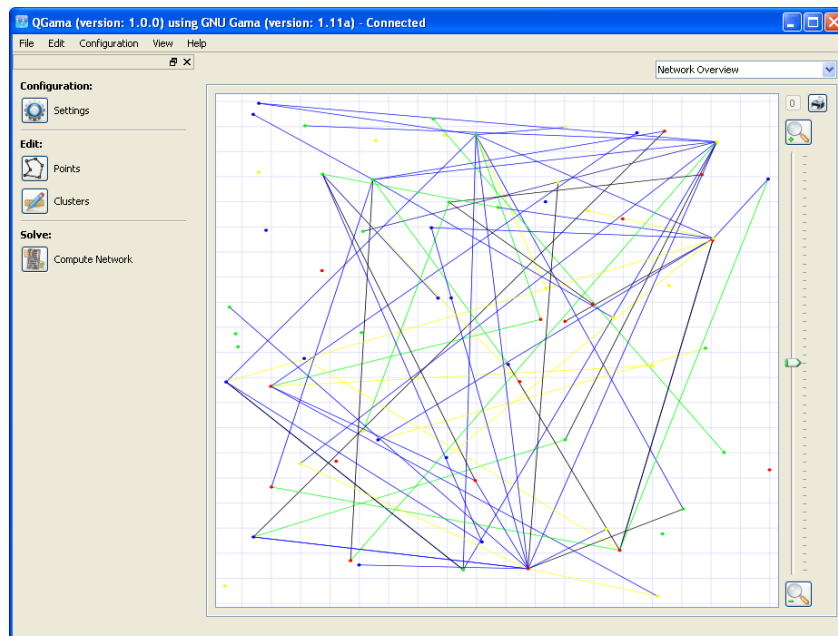 QGama (version: 1.0.0) using GNU Gama (version: 1.11a) - Connected
File Edit Configuration View Help
Network Overview
Configuration:
0
Settings
Edit:
Points
Clusters
Solve:
Compute Network